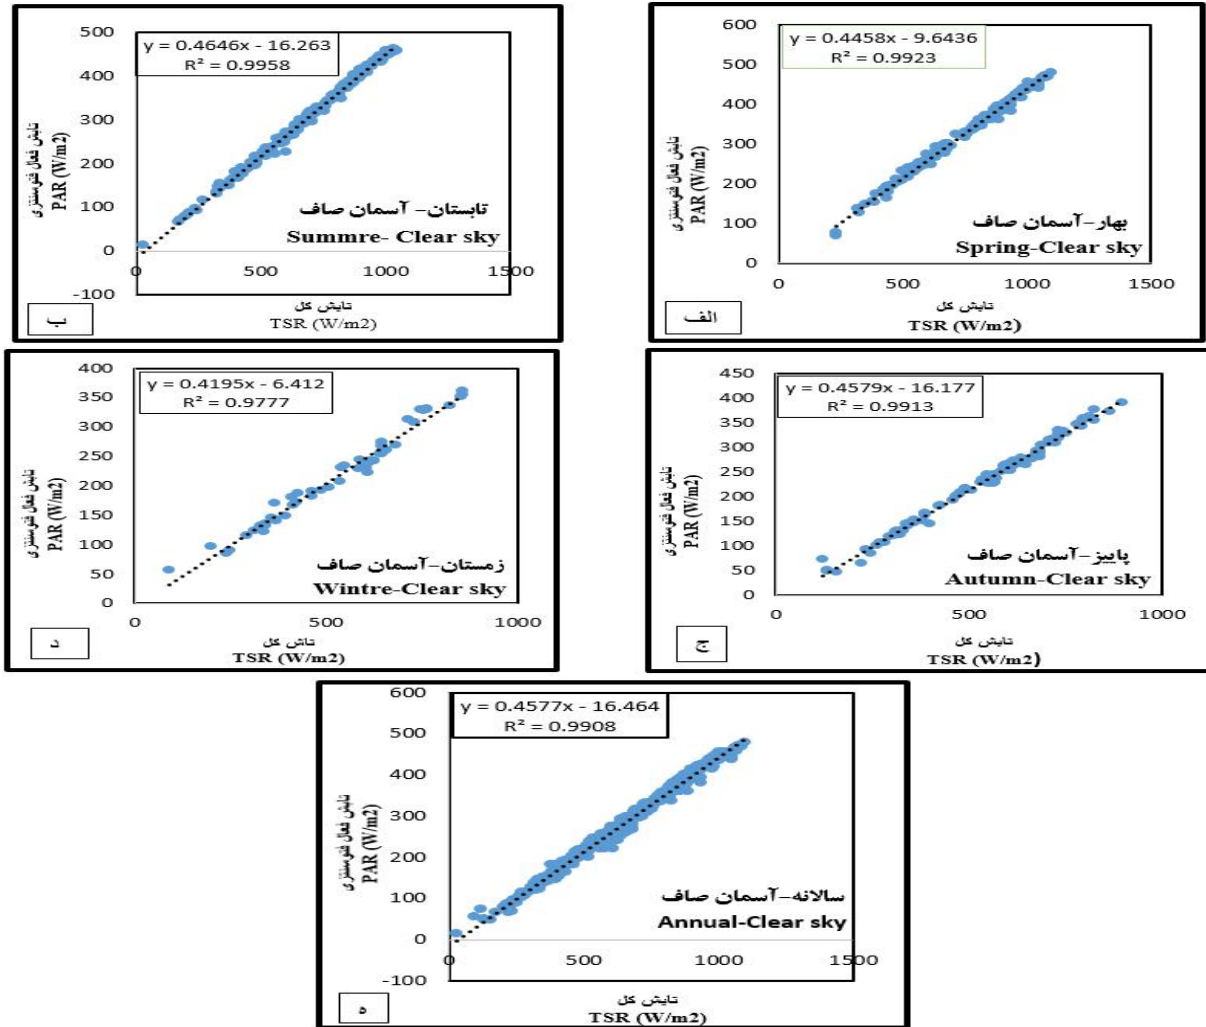 500
400
300
200
100
0
-100
y = 0.4646x - 16.263
R² = 0.9958
تابش فعال فتوسنتزی
PAR (W/m2)
تابستان- آسمان صاف
Summre- Clear sky
0
500
1000
1500
تابش کل
TSR (W/m2)
ب
600
500
400
300
200
100
0
y = 0.4458x - 9.6436
R² = 0.9923
تابش فعال فتوسنتزی
PAR (W/m2)
بهار-آسمان صاف
Spring-Clear sky
0
500
1000
1500
تابش کل
TSR (W/m2)
الف
400
350
300
250
200
150
100
50
0
y = 0.4195x - 6.412
R² = 0.9777
تابش فعال فتوسنتزی
PAR (W/m2)
زمستان-آسمان صاف
Wintre-Clear sky
0
500
1000
تاش کل
TSR (W/m2)
د
450
400
350
300
250
200
150
100
50
0
y = 0.4579x - 16.177
R² = 0.9913
تابش فعال فتوسنتزی
PAR (W/m2)
پاییز-آسمان صاف
Autumn-Clear sky
0
500
1000
تابش کل
TSR (W/m2)
ج
600
500
400
300
200
100
0
-100
y = 0.4577x - 16.464
R² = 0.9908
تابش فعال فتوسنتزی
PAR (W/m2)
سالانه-آسمان صاف
Annual-Clear sky
0
500
1000
1500
تابش کل
TSR (W/m2)
ه